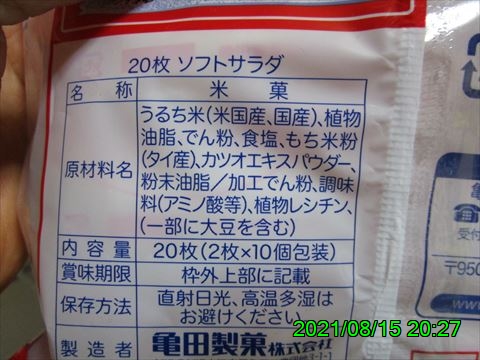 20枚 ソフトサラダ
名称 米菓
原材料名 うるち米(米国産、国産)、植物
油脂、でん粉、食塩、もち米粉
(タイ産)、カツオエキスパウダー、
粉末油脂/加工でん粉、調味
料(アミノ酸等)、植物レシチン、
(一部に大豆を含む)
内容量 20枚(2枚×10個包装)
賞味期限 枠外上部に記載
保存方法 直射日光、高温多湿は
お避けください。
製造者 亀田製菓株式会社
受付
〒950
www
2021/08/15 20:27